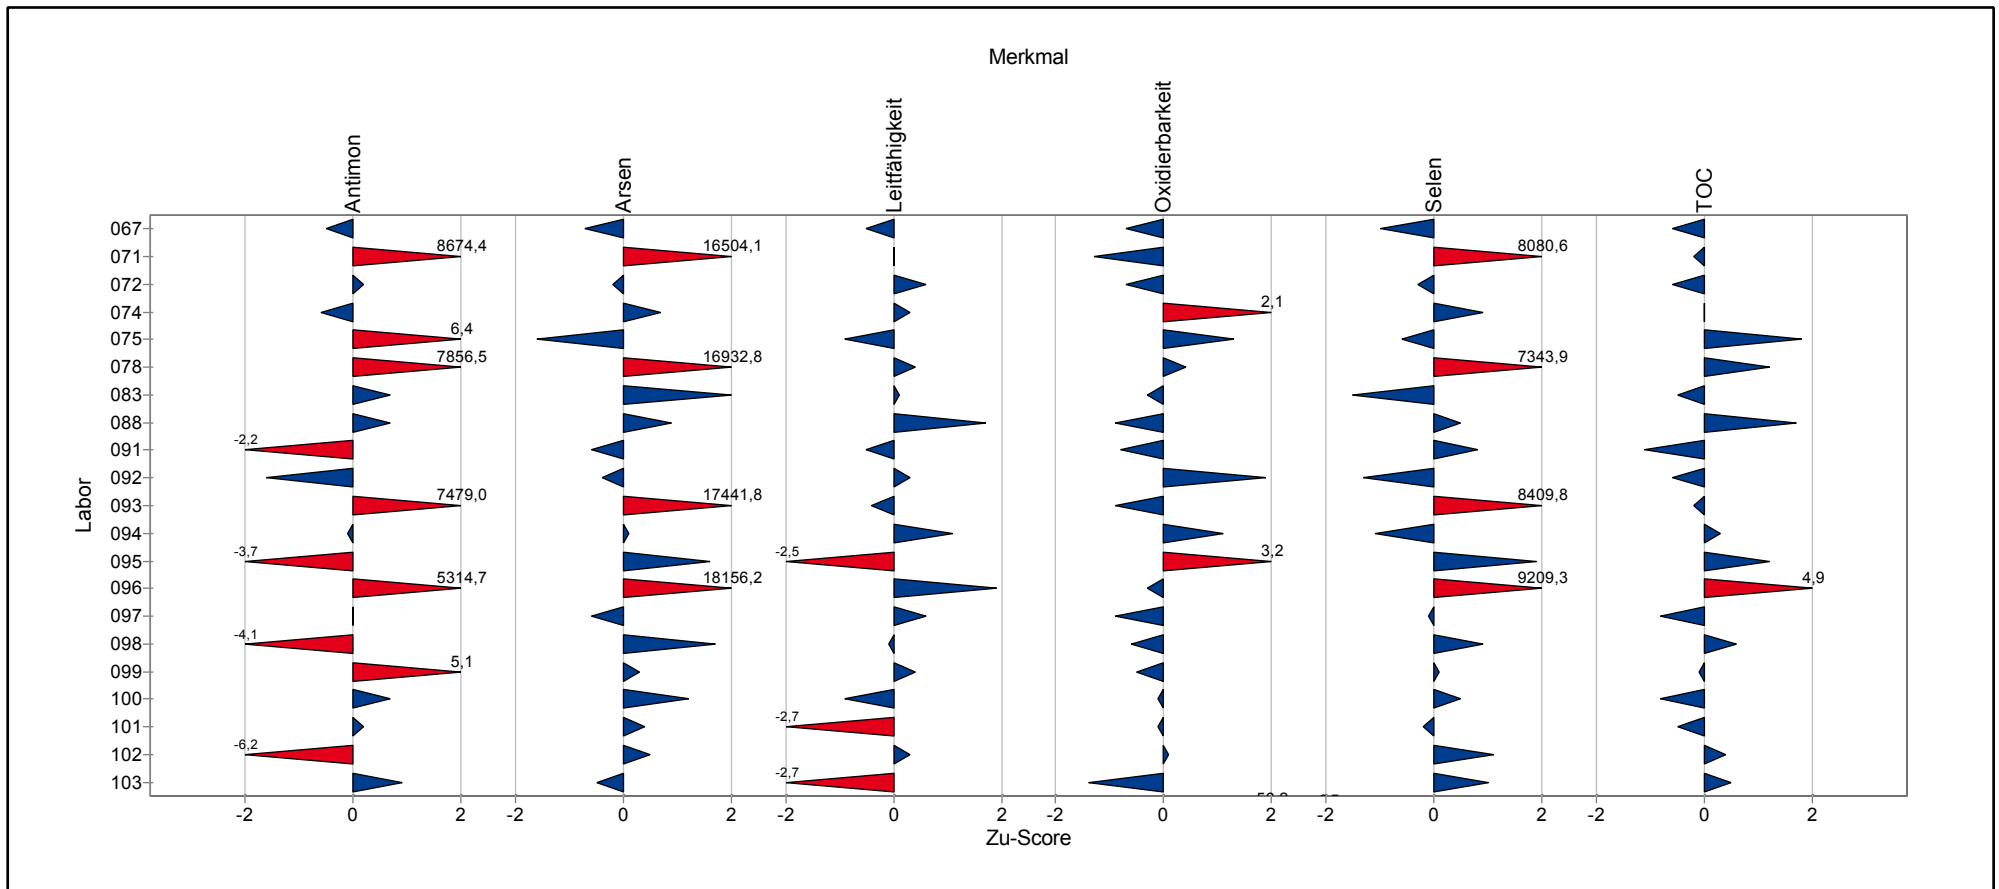 Merkmal
Antimon
Arsen
Leitfähigkeit
Oxidierbarkeit
Selen
TOC
Labor
067
071 8674,4 16504,1 8080,6
072
074 2,1
075 6,4
078 7856,5 16932,8 7343,9
083
088
091 -2,2
092
093 7479,0 17441,8 8409,8
094
095 -3,7 -2,5 3,2
096 5314,7 18156,2 9209,3 4,9
097
098 -4,1
099 5,1
100
101 -2,7
102 -6,2
103 -2,7
-2 0 2 -2 0 2 -2 0 2 -2 0 2 -2 0 2 -2 0 2
Zu-Score